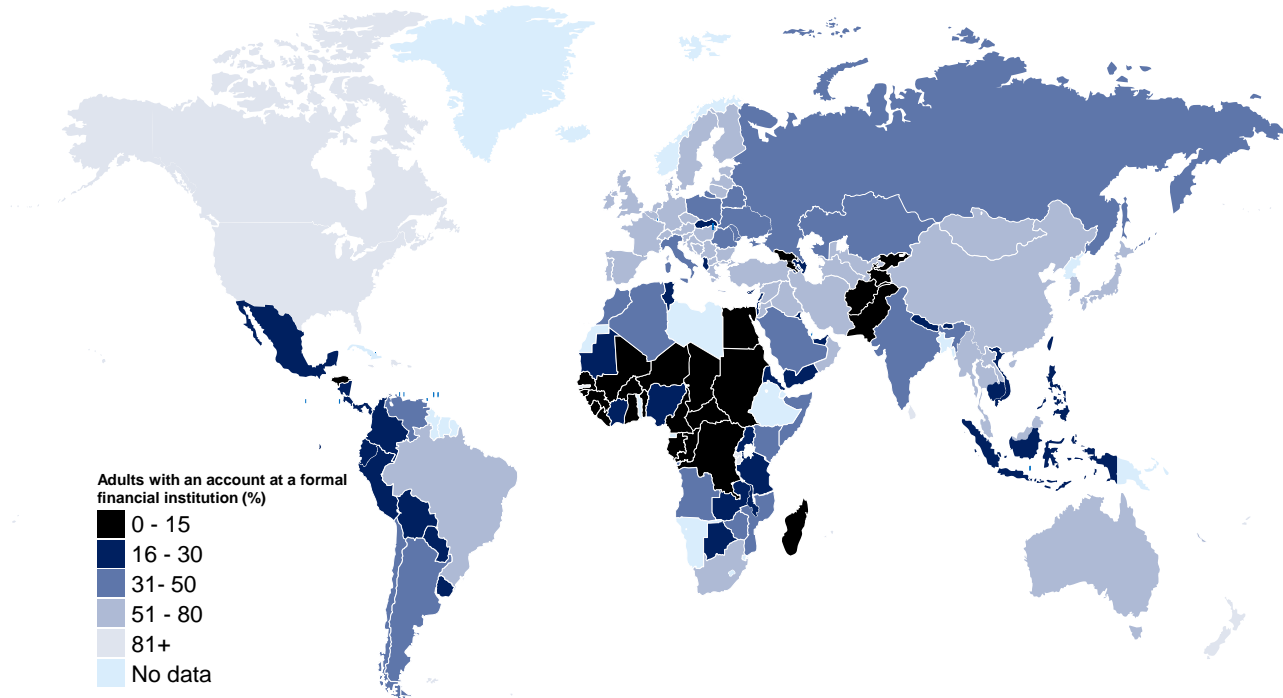 Adults with an account at a formal
financial institution (%)
0 - 15
16 - 30
31- 50
51 - 80
81+
No data